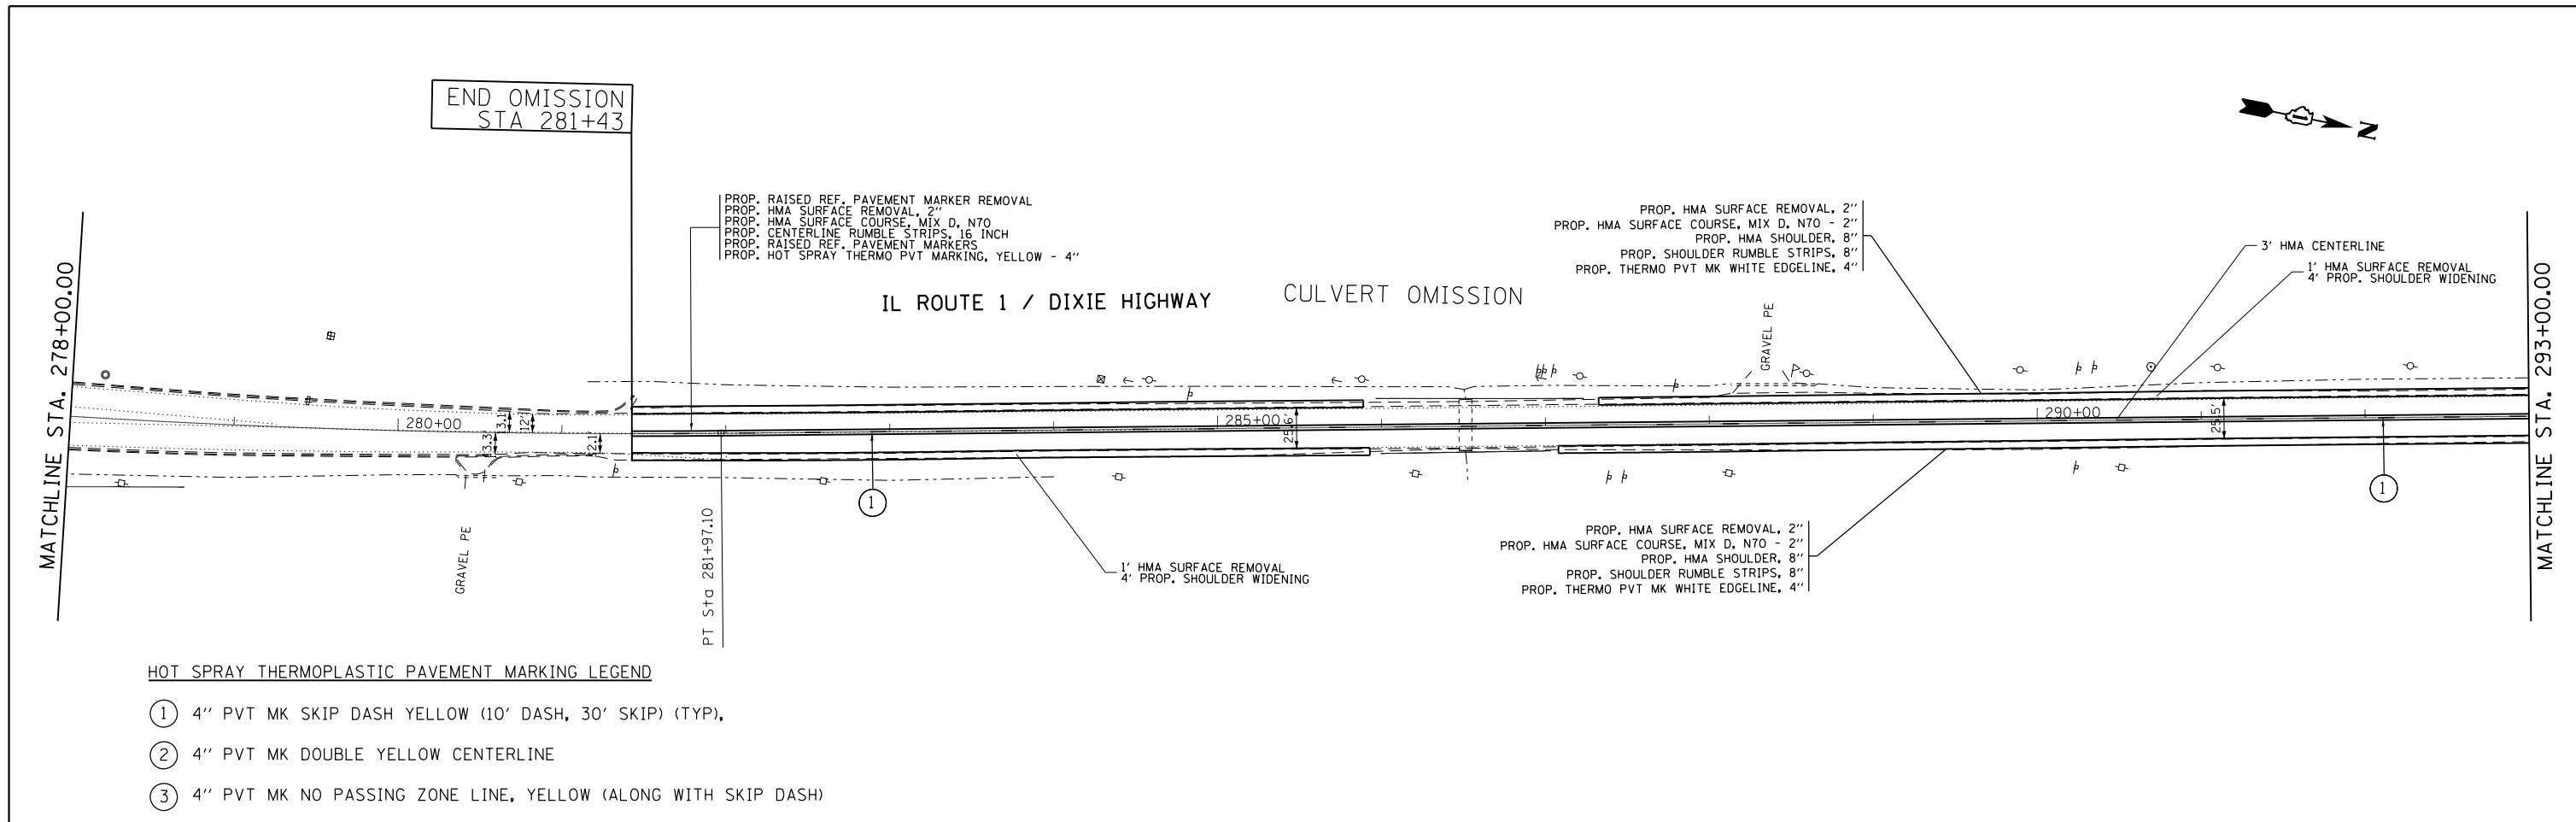 END OMISSION
STA 281+43
N
PROP. RAISED REF. PAVEMENT MARKER REMOVAL
PROP. HMA SURFACE REMOVAL, 2"
PROP. HMA SURFACE COURSE, MIX D, N70
PROP. CENTERLINE RUMBLE STRIPS, 16 INCH
PROP. RAISED REF. PAVEMENT MARKERS
PROP. HOT SPRAY THERMO PVT MARKING, YELLOW - 4"
PROP. HMA SURFACE REMOVAL, 2"
PROP. HMA SURFACE COURSE, MIX D, N70 - 2"
PROP. HMA SHOULDER, 8"
PROP. SHOULDER RUMBLE STRIPS, 8"
PROP. THERMO PVT MK WHITE EDGELINE, 4"
3' HMA CENTERLINE
1' HMA SURFACE REMOVAL
4' PROP. SHOULDER WIDENING
IL ROUTE 1 / DIXIE HIGHWAY
CULVERT OMISSION
MATCHLINE STA. 278+00.00
MATCHLINE STA. 293+00.00
GRAVEL PE
280+00
3.1
12'
3.3
2.1
285+00
25.6'
290+00
25.5'
1
1
GRAVEL PE
PT Sta 281+97.10
1' HMA SURFACE REMOVAL
4' PROP. SHOULDER WIDENING
PROP. HMA SURFACE REMOVAL, 2"
PROP. HMA SURFACE COURSE, MIX D, N70 - 2"
PROP. HMA SHOULDER, 8"
PROP. SHOULDER RUMBLE STRIPS, 8"
PROP. THERMO PVT MK WHITE EDGELINE, 4"
HOT SPRAY THERMOPLASTIC PAVEMENT MARKING LEGEND
1 4" PVT MK SKIP DASH YELLOW (10' DASH, 30' SKIP) (TYP),
2 4" PVT MK DOUBLE YELLOW CENTERLINE
3 4" PVT MK NO PASSING ZONE LINE, YELLOW (ALONG WITH SKIP DASH)